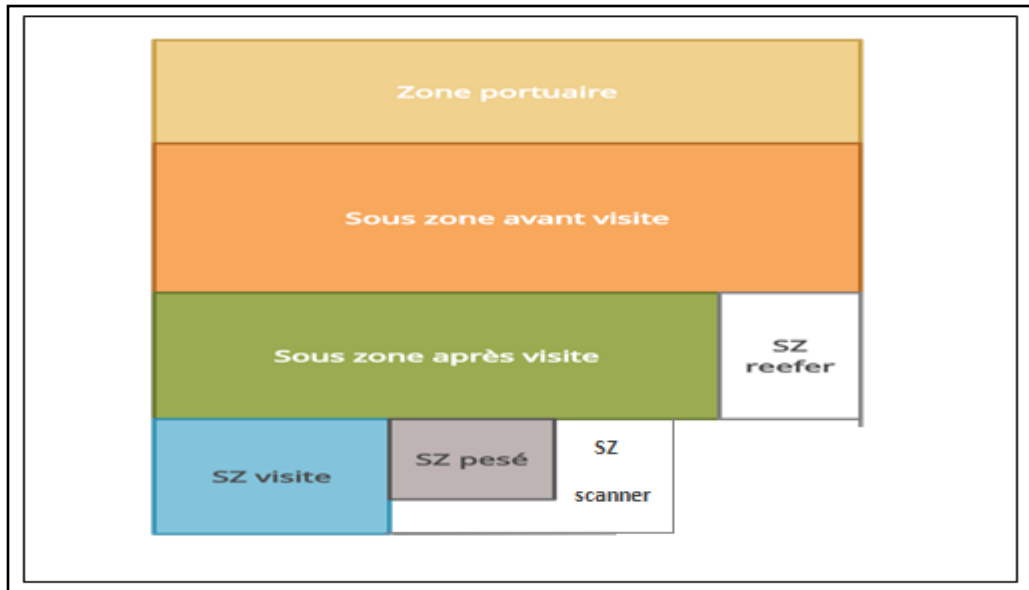 Zone portuaire
Sous zone avant visite
Sous zone après visite
SZ
reefer
SZ visite
SZ pesé
SZ
scanner